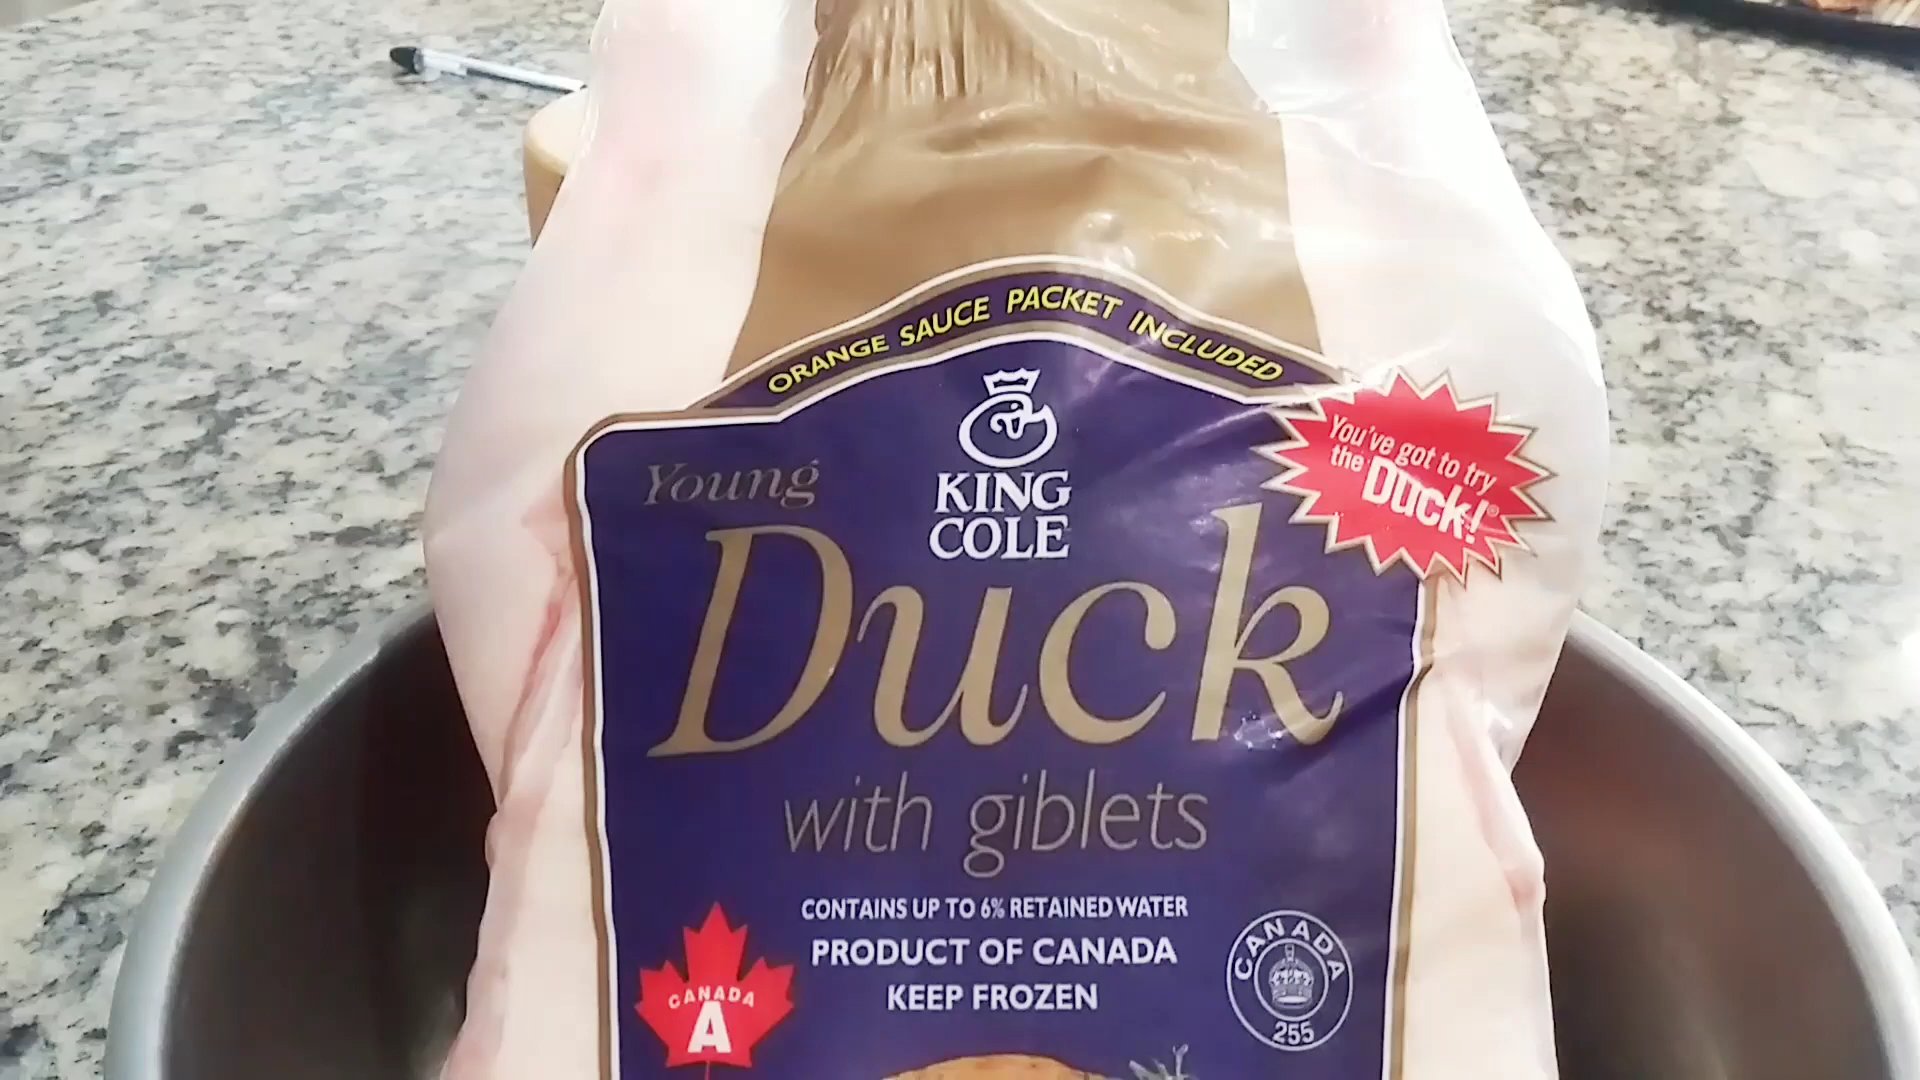 ORANGE SAUCE PACKET INCLUDED
KING
COLE
You've got to try
the Duck!®
Young
Duck
with giblets
CONTAINS UP TO 6% RETAINED WATER
PRODUCT OF CANADA
KEEP FROZEN
CANADA
A
CANADA
255